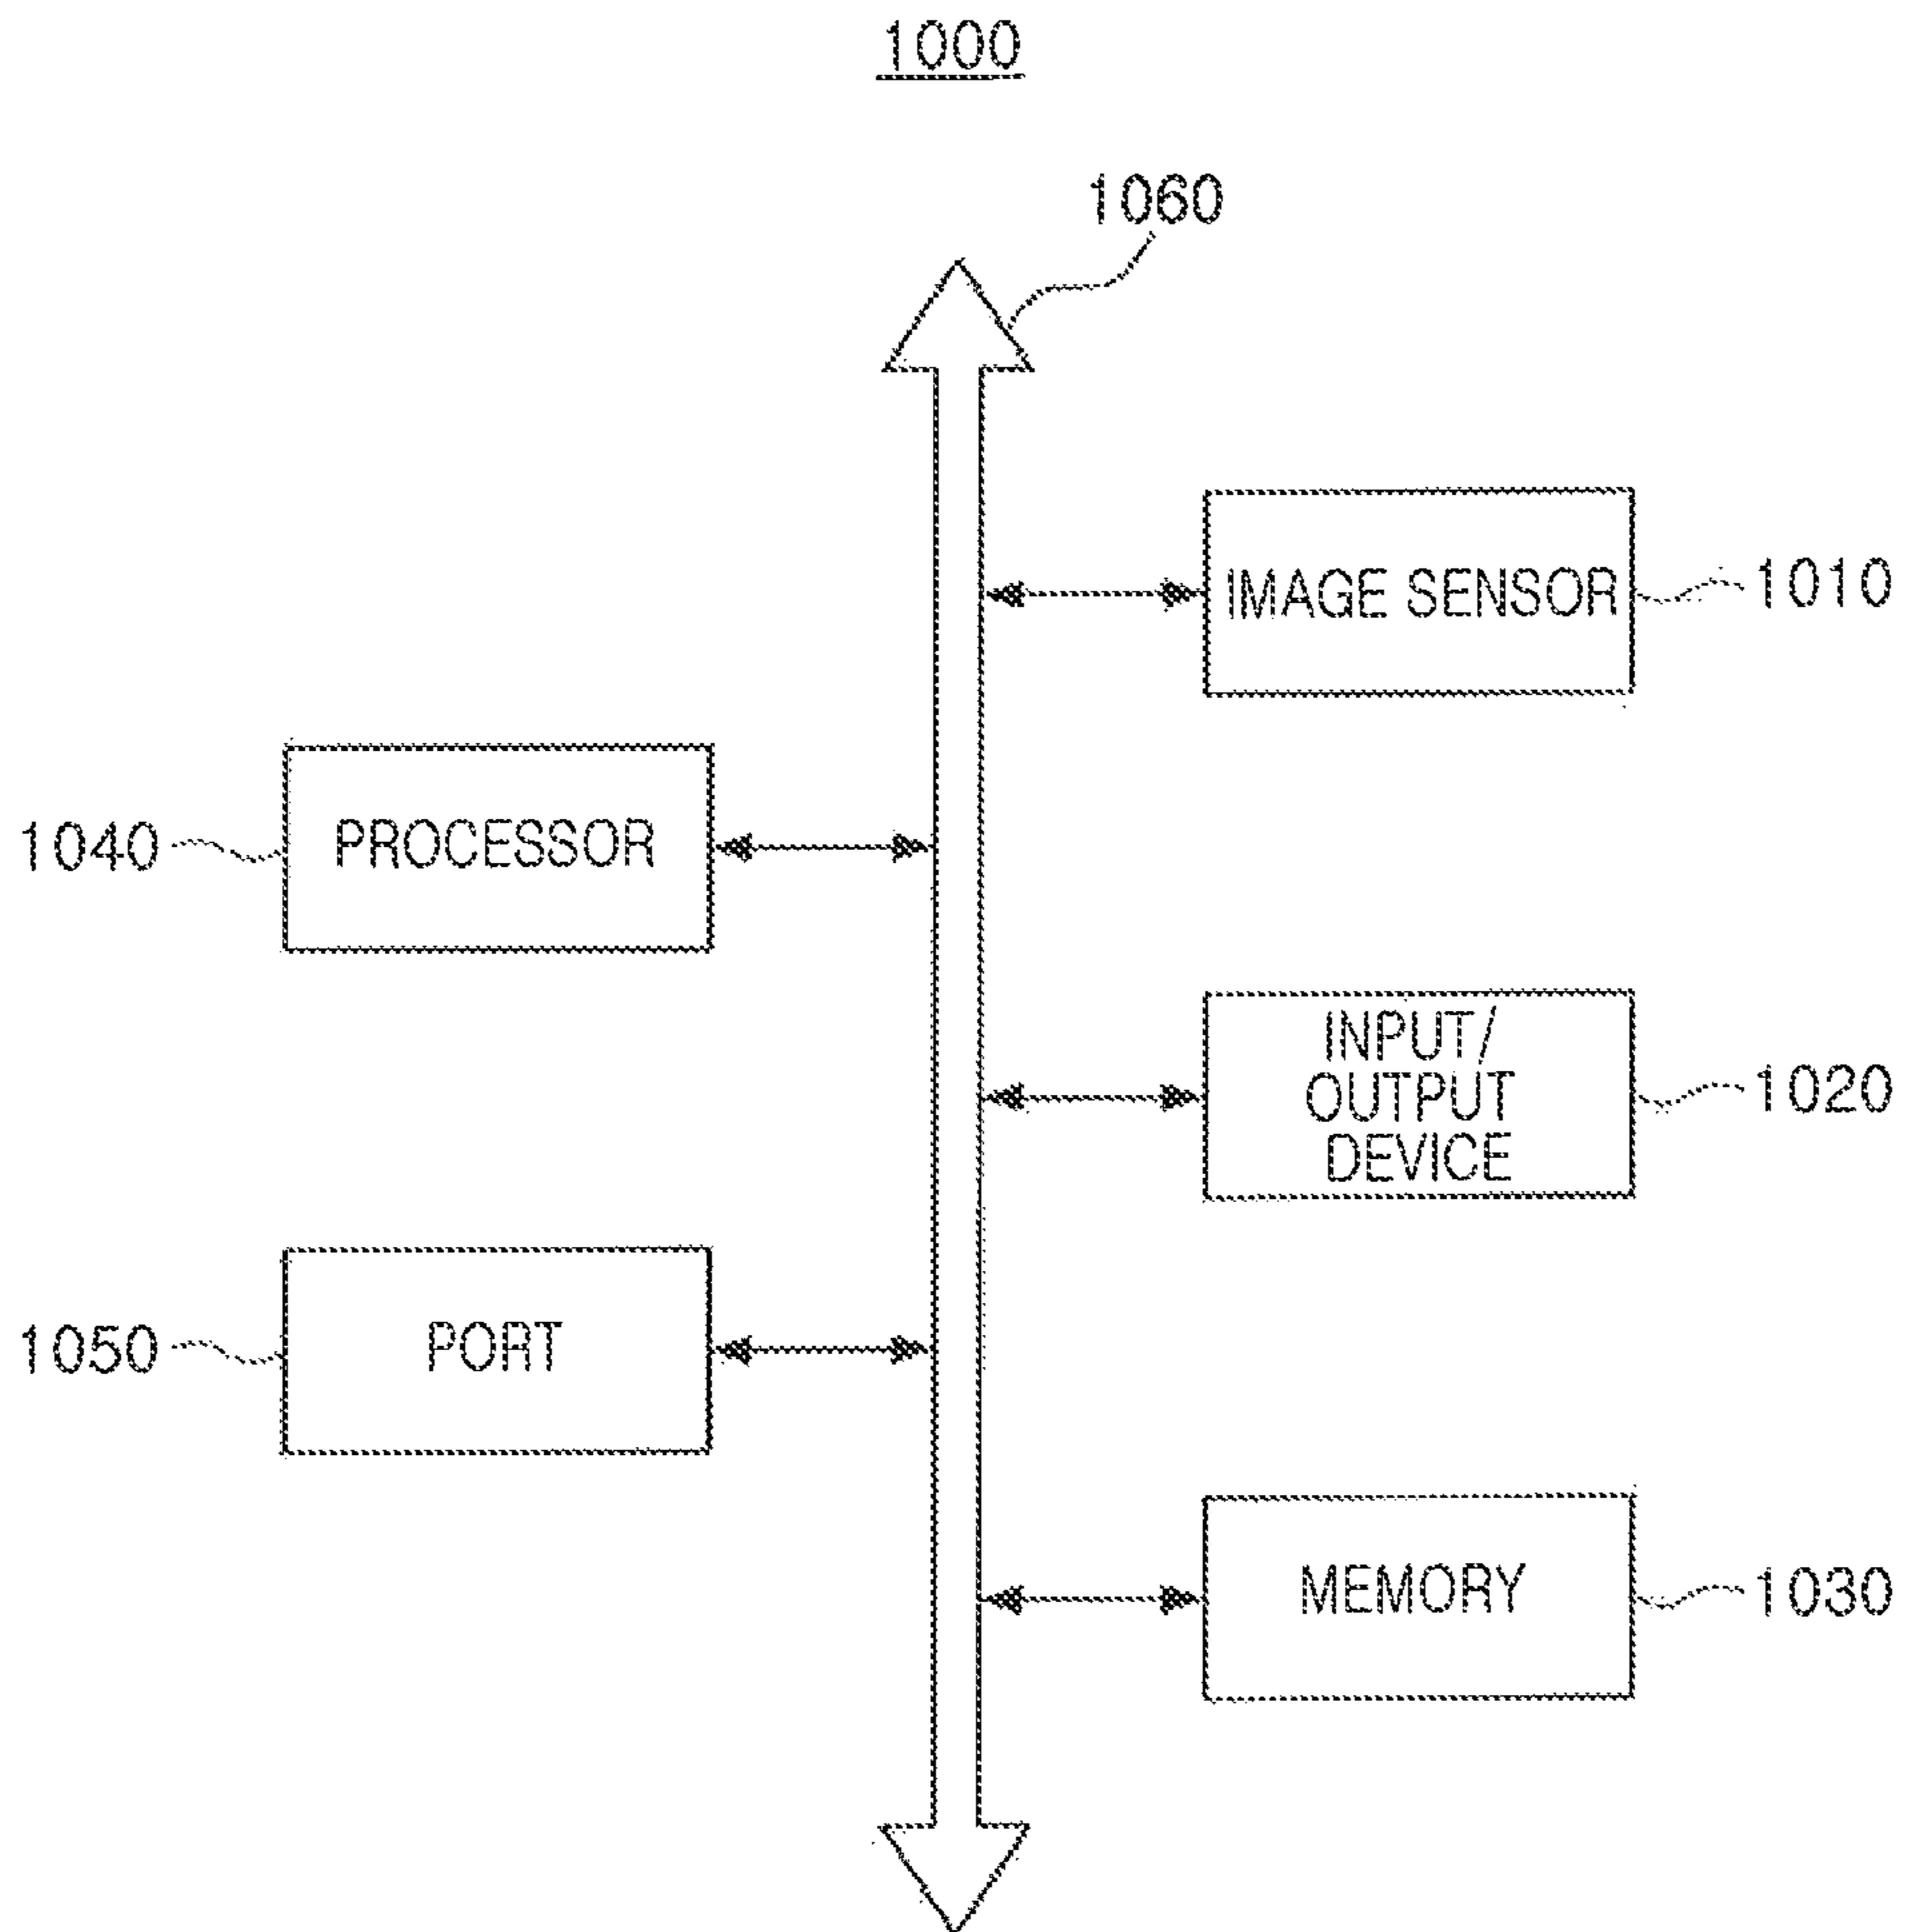 1000
1060
IMAGE SENSOR
1010
1040
PROCESSOR
INPUT/
OUTPUT
DEVICE
1020
1050
PORT
MEMORY
1030